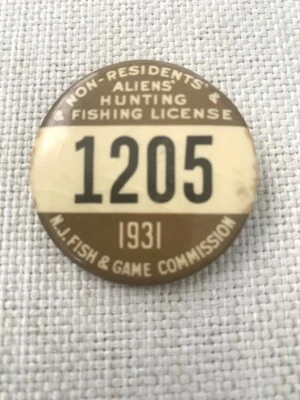 NON-RESIDENTS' &
ALIENS'
HUNTING
& FISHING LICENSE
1205
1931
N.J. FISH & GAME COMMISSION